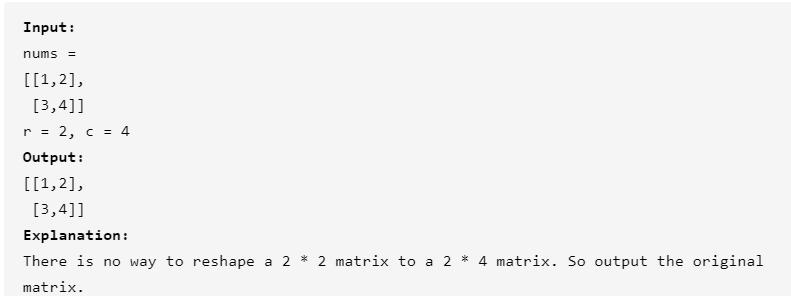 Input:
nums =
[[1,2],
 [3,4]]
r = 2, c = 4
Output:
[[1,2],
 [3,4]]
Explanation:
There is no way to reshape a 2 * 2 matrix to a 2 * 4 matrix. So output the original
matrix.